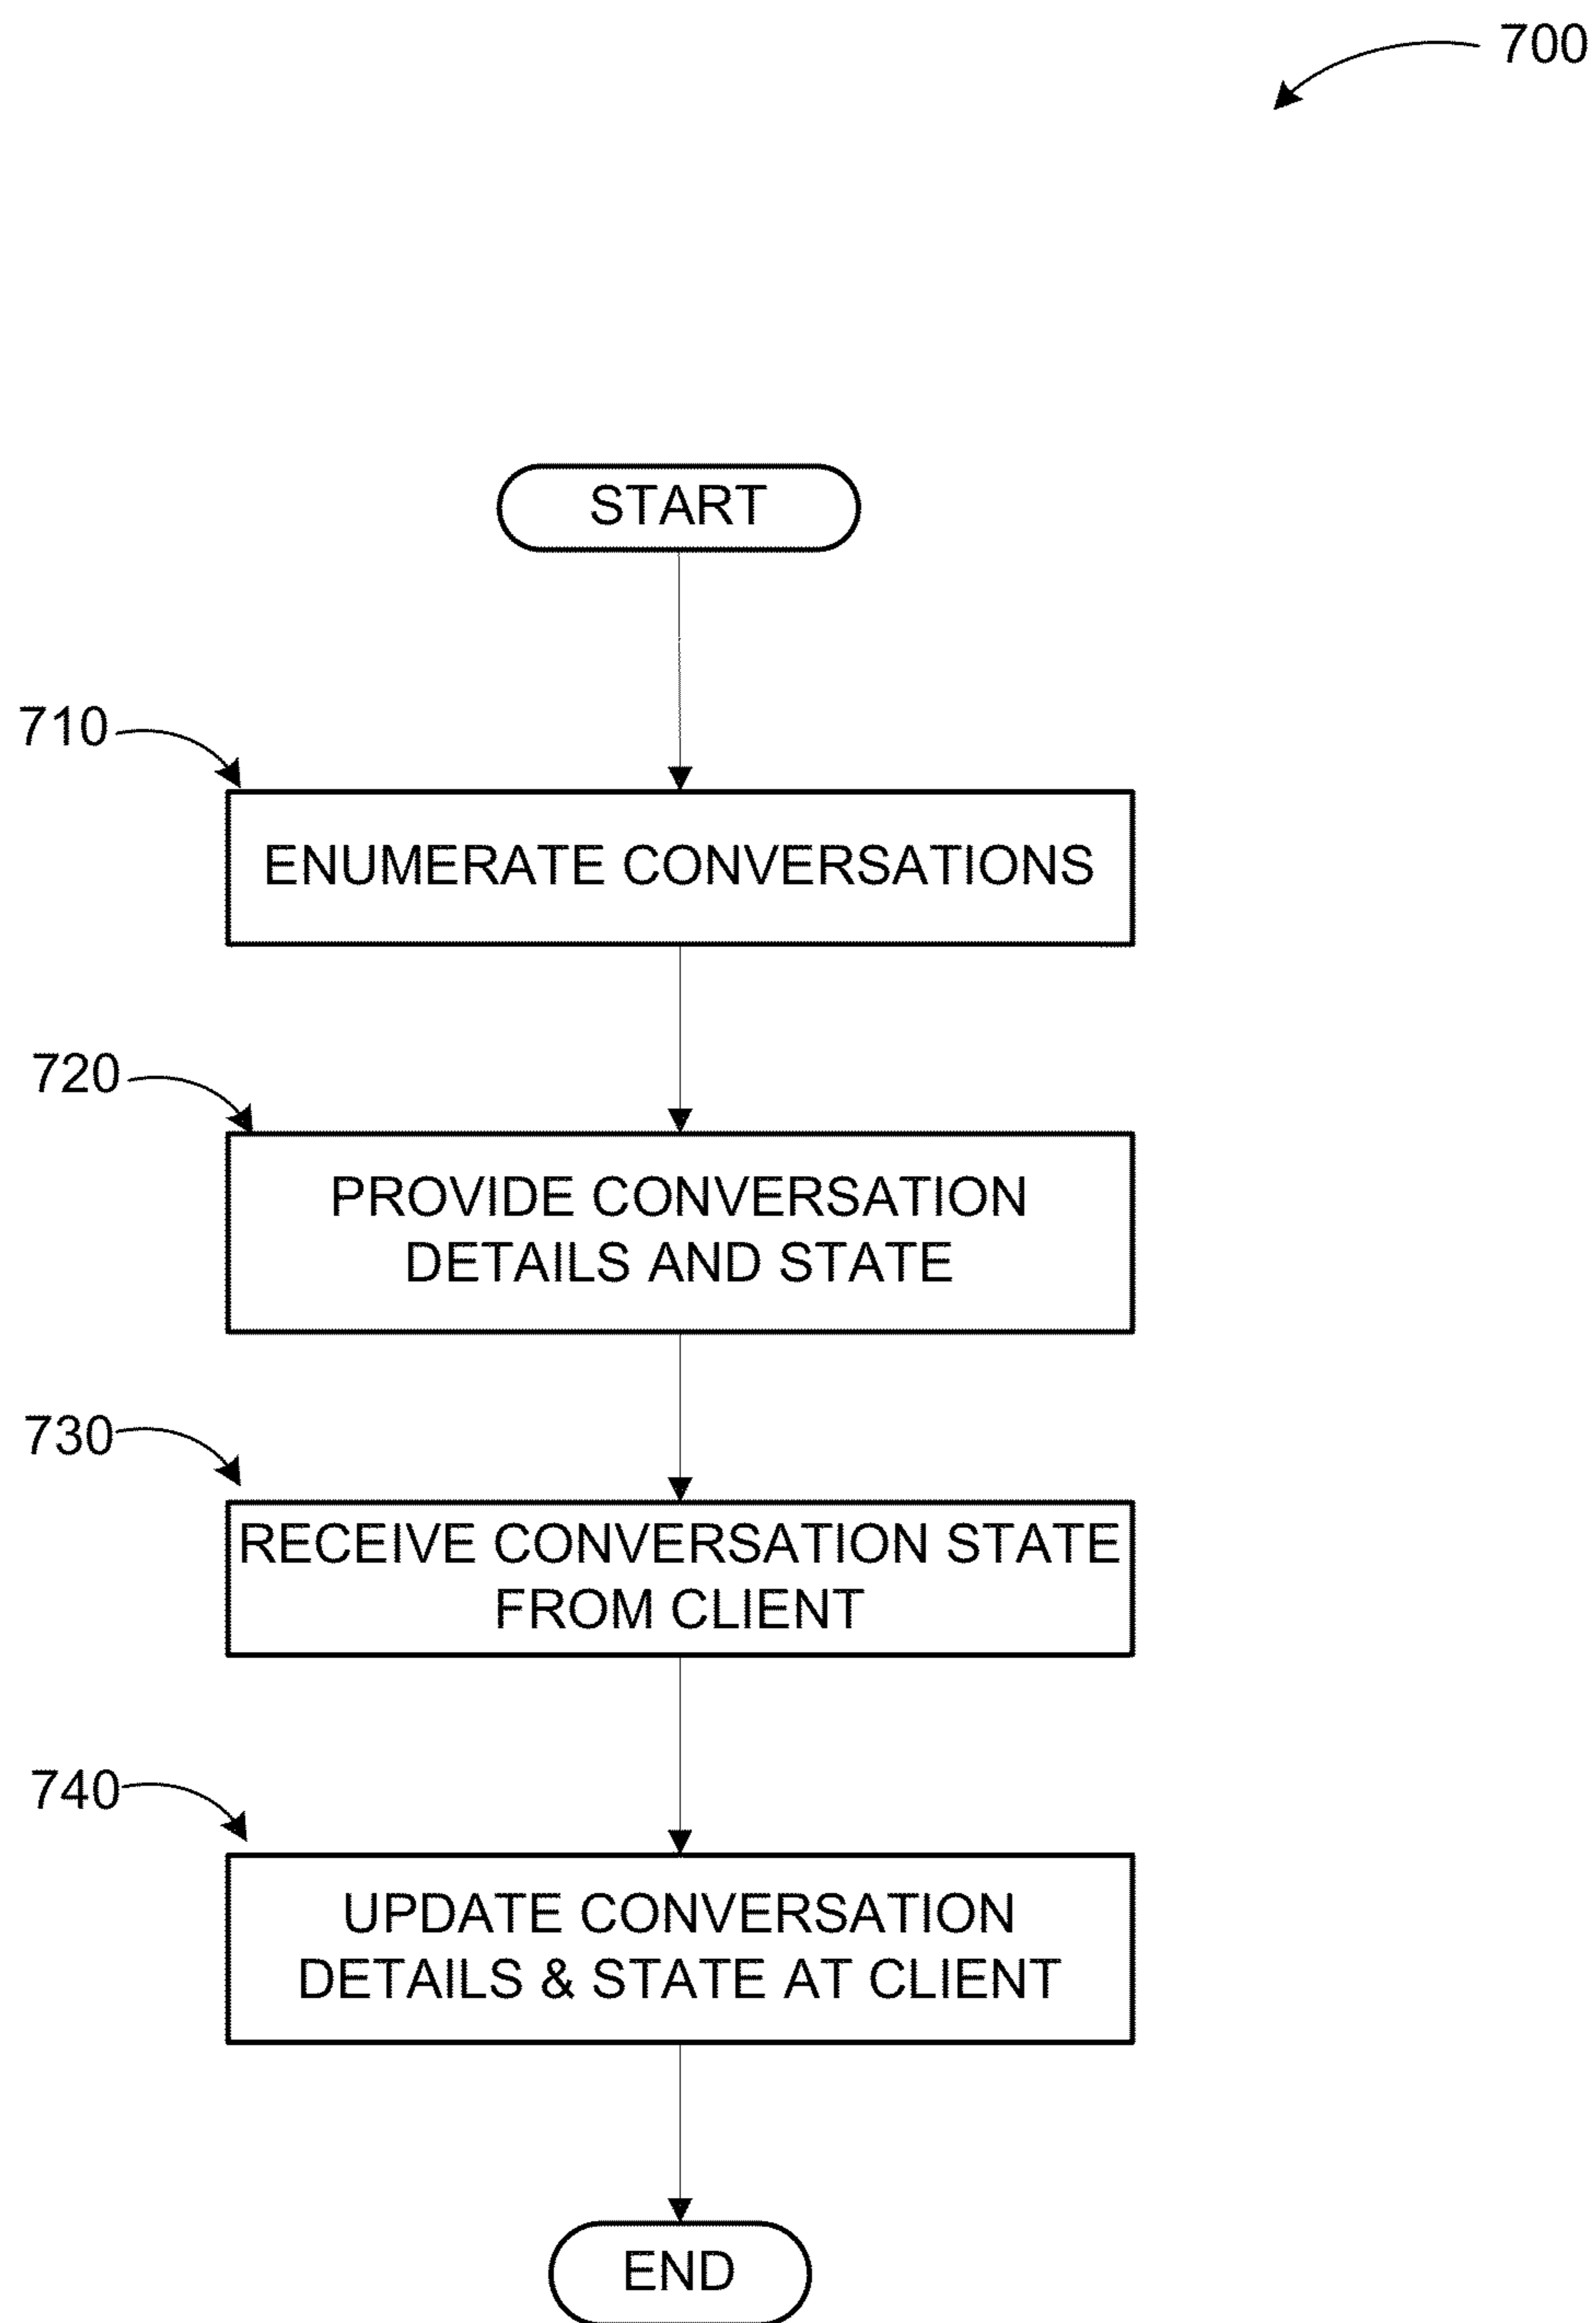 700
START
710
ENUMERATE CONVERSATIONS
720
PROVIDE CONVERSATION
DETAILS AND STATE
730
RECEIVE CONVERSATION STATE
FROM CLIENT
740
UPDATE CONVERSATION
DETAILS & STATE AT CLIENT
END